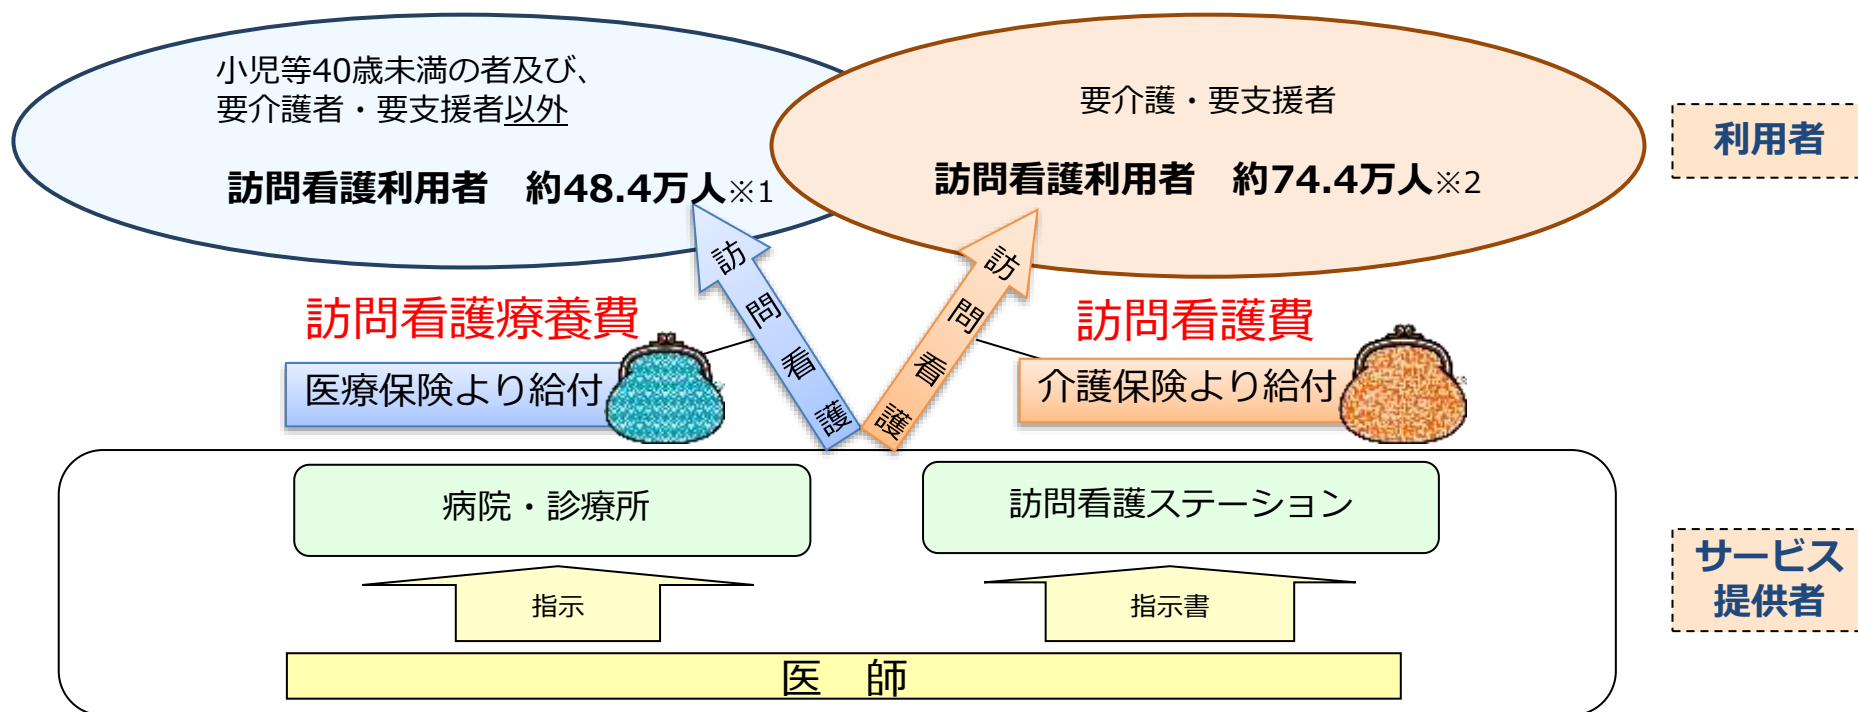 小児等40歳未満の者及び、
要介護者・要支援者以外
訪問看護利用者　約48.4万人※1
要介護・要支援者
訪問看護利用者　約74.4万人※2
利用者
訪問看護
訪問看護
訪問看護療養費
医療保険より給付
訪問看護費
介護保険より給付
病院・診療所
訪問看護ステーション
指示
指示書
医　師
サービス
提供者